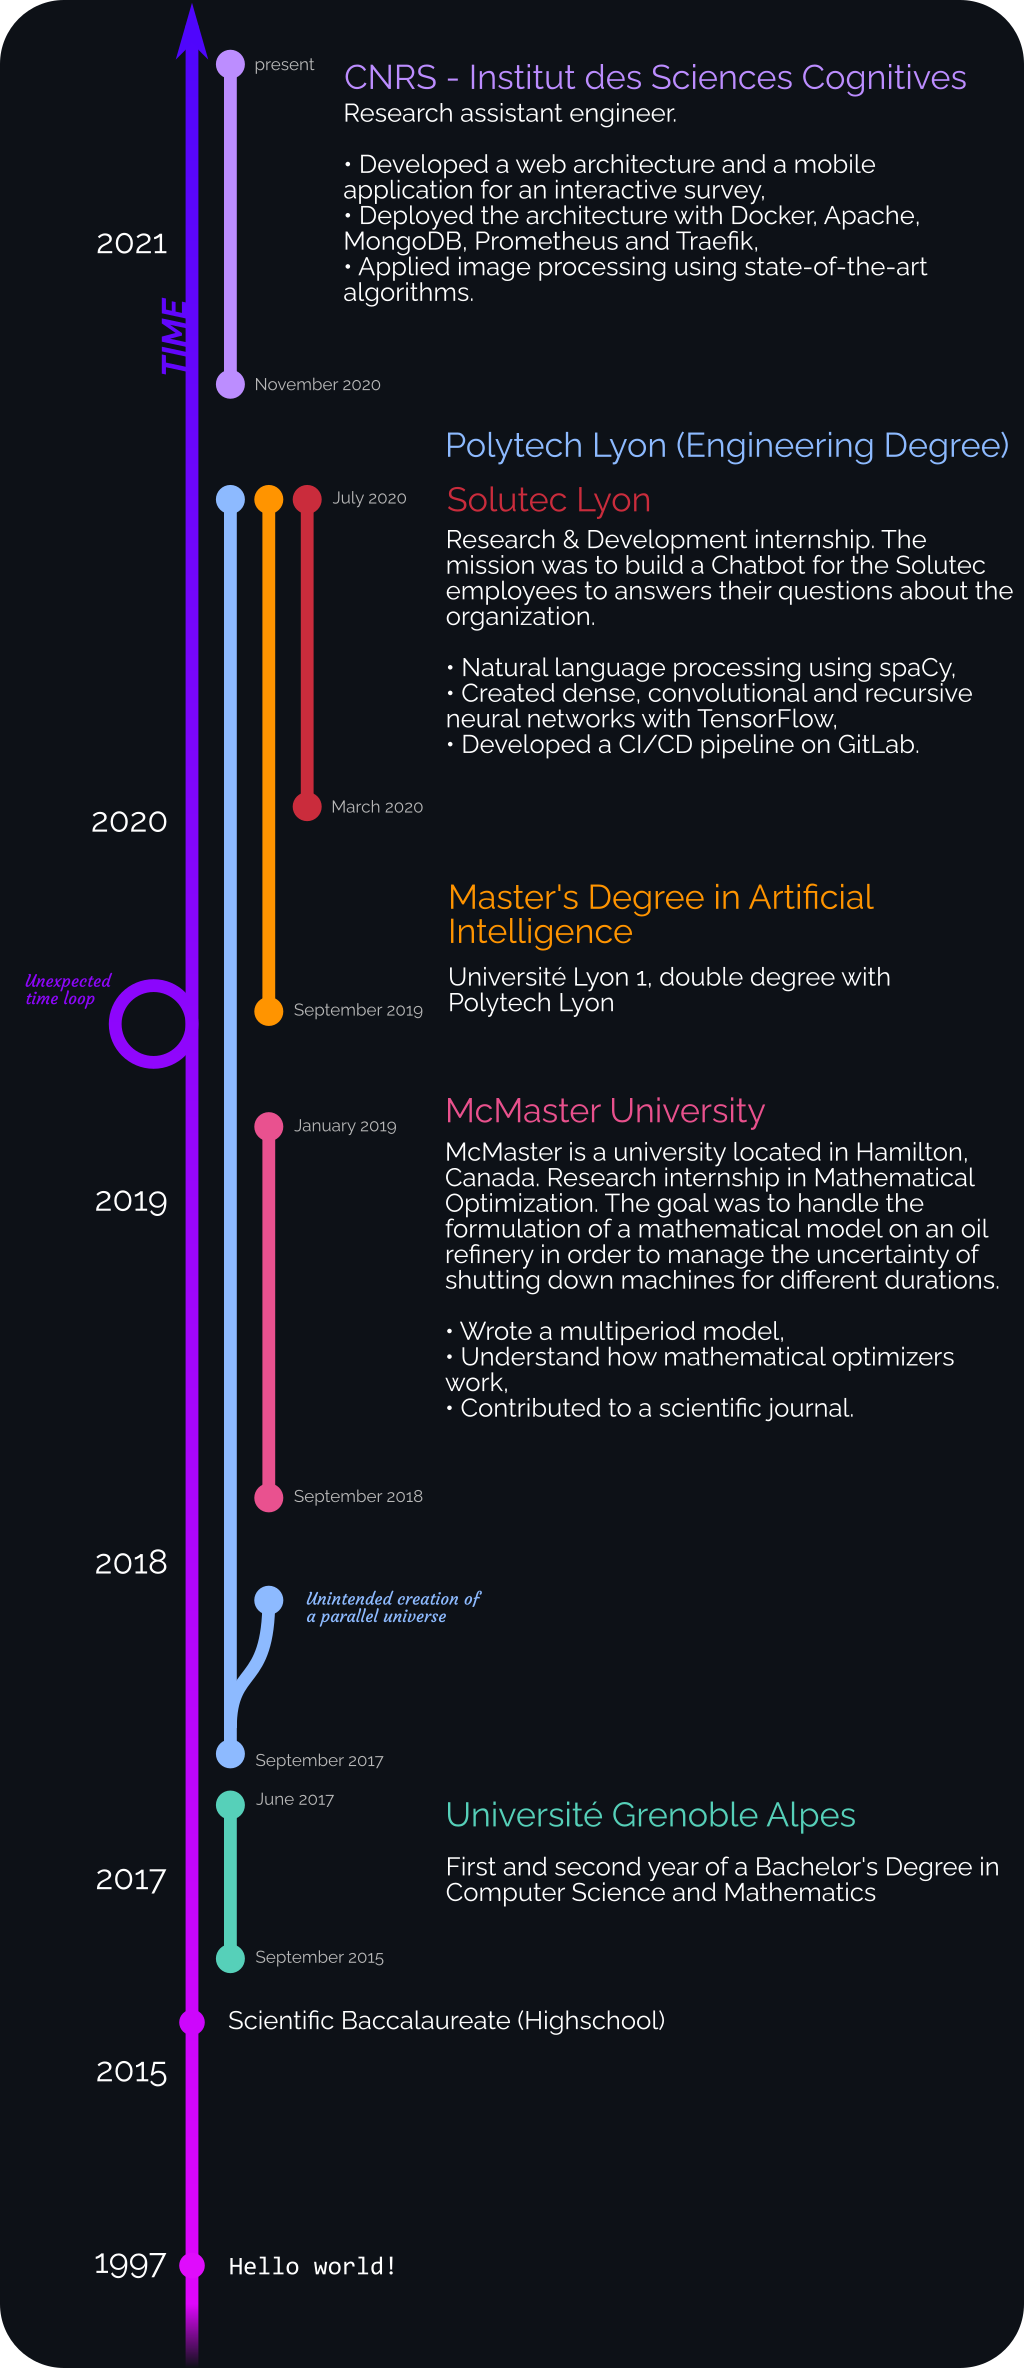 present
CNRS - Institut des Sciences Cognitives
Research assistant engineer.
• Developed a web architecture and a mobile
application for an interactive survey,
• Deployed the architecture with Docker, Apache,
MongoDB, Prometheus and Traefik,
• Applied image processing using state-of-the-art
algorithms.
2021
TIME
November 2020
Polytech Lyon (Engineering Degree)
July 2020
Solutec Lyon
Research & Development internship. The
mission was to build a Chatbot for the Solutec
employees to answers their questions about the
organization.
• Natural language processing using spaCy,
• Created dense, convolutional and recursive
neural networks with TensorFlow,
• Developed a CI/CD pipeline on GitLab.
March 2020
2020
Master's Degree in Artificial
Intelligence
Université Lyon 1, double degree with
Polytech Lyon
Unexpected
time loop
September 2019
January 2019
McMaster University
McMaster is a university located in Hamilton,
Canada. Research internship in Mathematical
Optimization. The goal was to handle the
formulation of a mathematical model on an oil
refinery in order to manage the uncertainty of
shutting down machines for different durations.
• Wrote a multiperiod model,
• Understand how mathematical optimizers
work,
• Contributed to a scientific journal.
2019
September 2018
2018
Unintended creation of
a parallel universe
September 2017
June 2017
Université Grenoble Alpes
First and second year of a Bachelor's Degree in
Computer Science and Mathematics
2017
September 2015
Scientific Baccalaureate (Highschool)
2015
1997
Hello world!